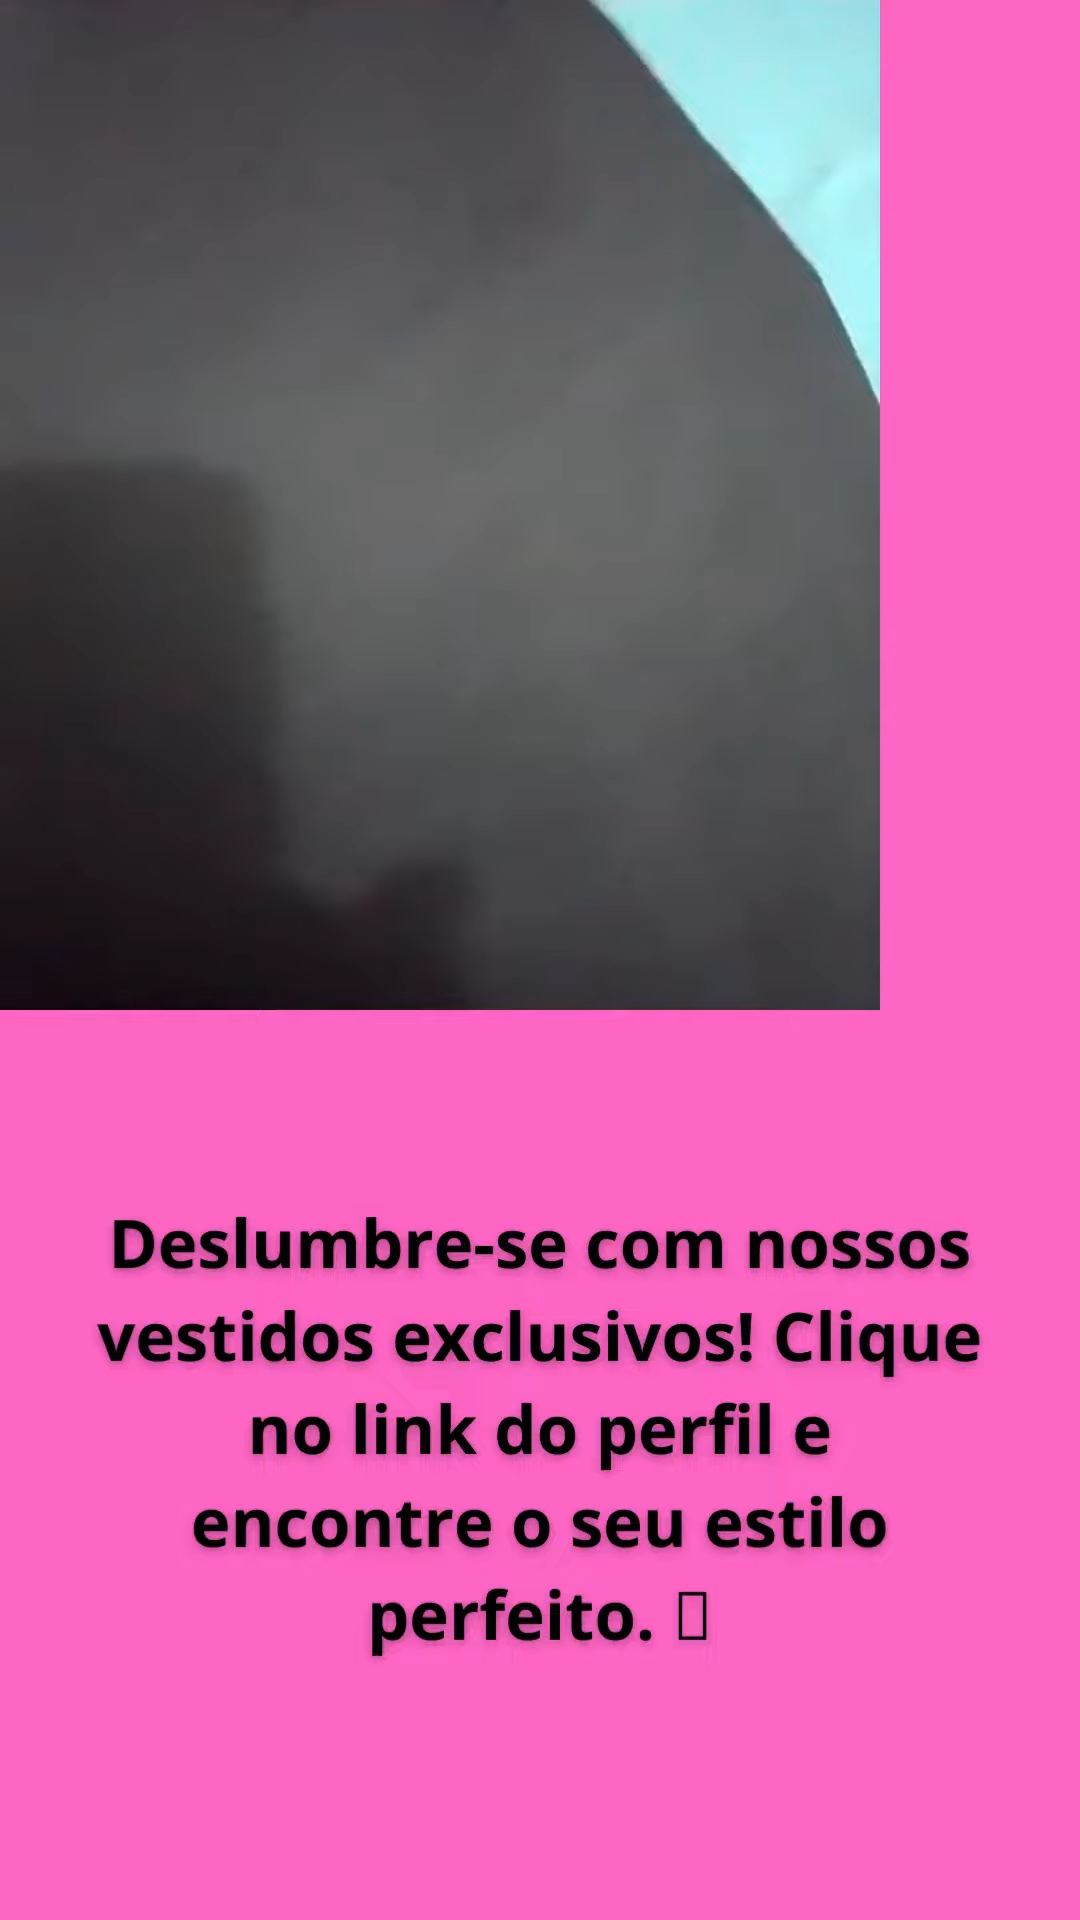 Deslumbre-se com nossos
vestidos exclusivos! Clique
no link do perfil e
encontre o seu estilo
perfeito.